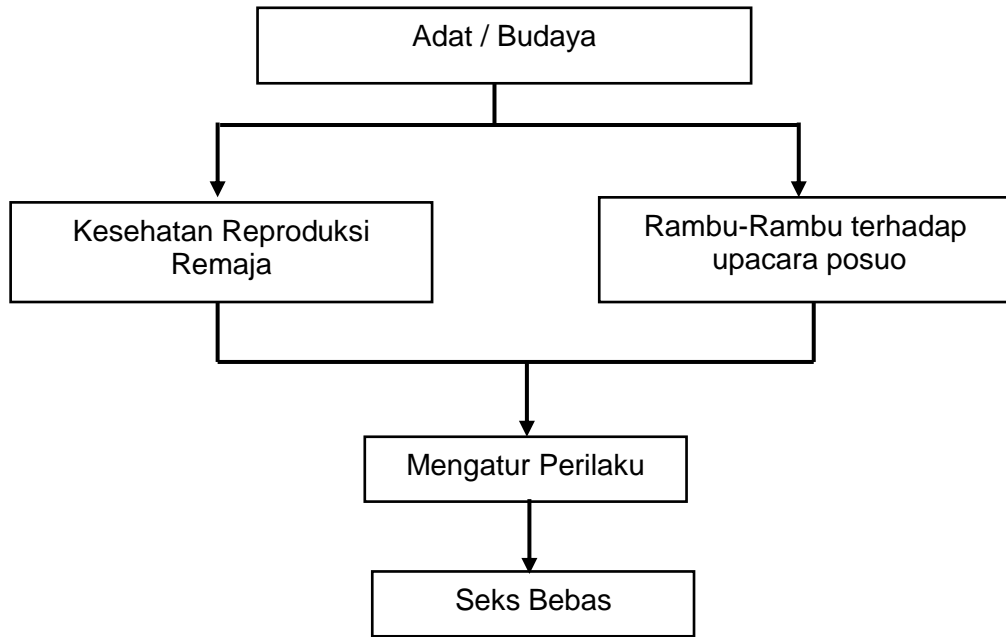 Adat / Budaya
Kesehatan Reproduksi
Remaja
Rambu-Rambu terhadap
upacara posuo
Mengatur Perilaku
Seks Bebas